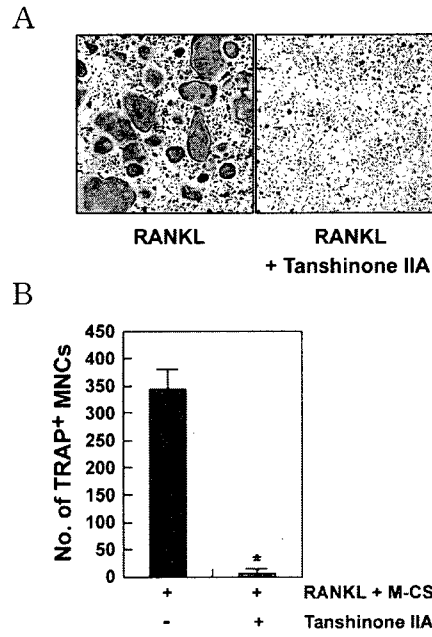 A
RANKL RANKL
+ Tanshinone IIA
B
No. of TRAP+ MNCs
450
400
350
300
250
200
150
100
50
0
*
+ + RANKL + M-CS
- + Tanshinone IIA